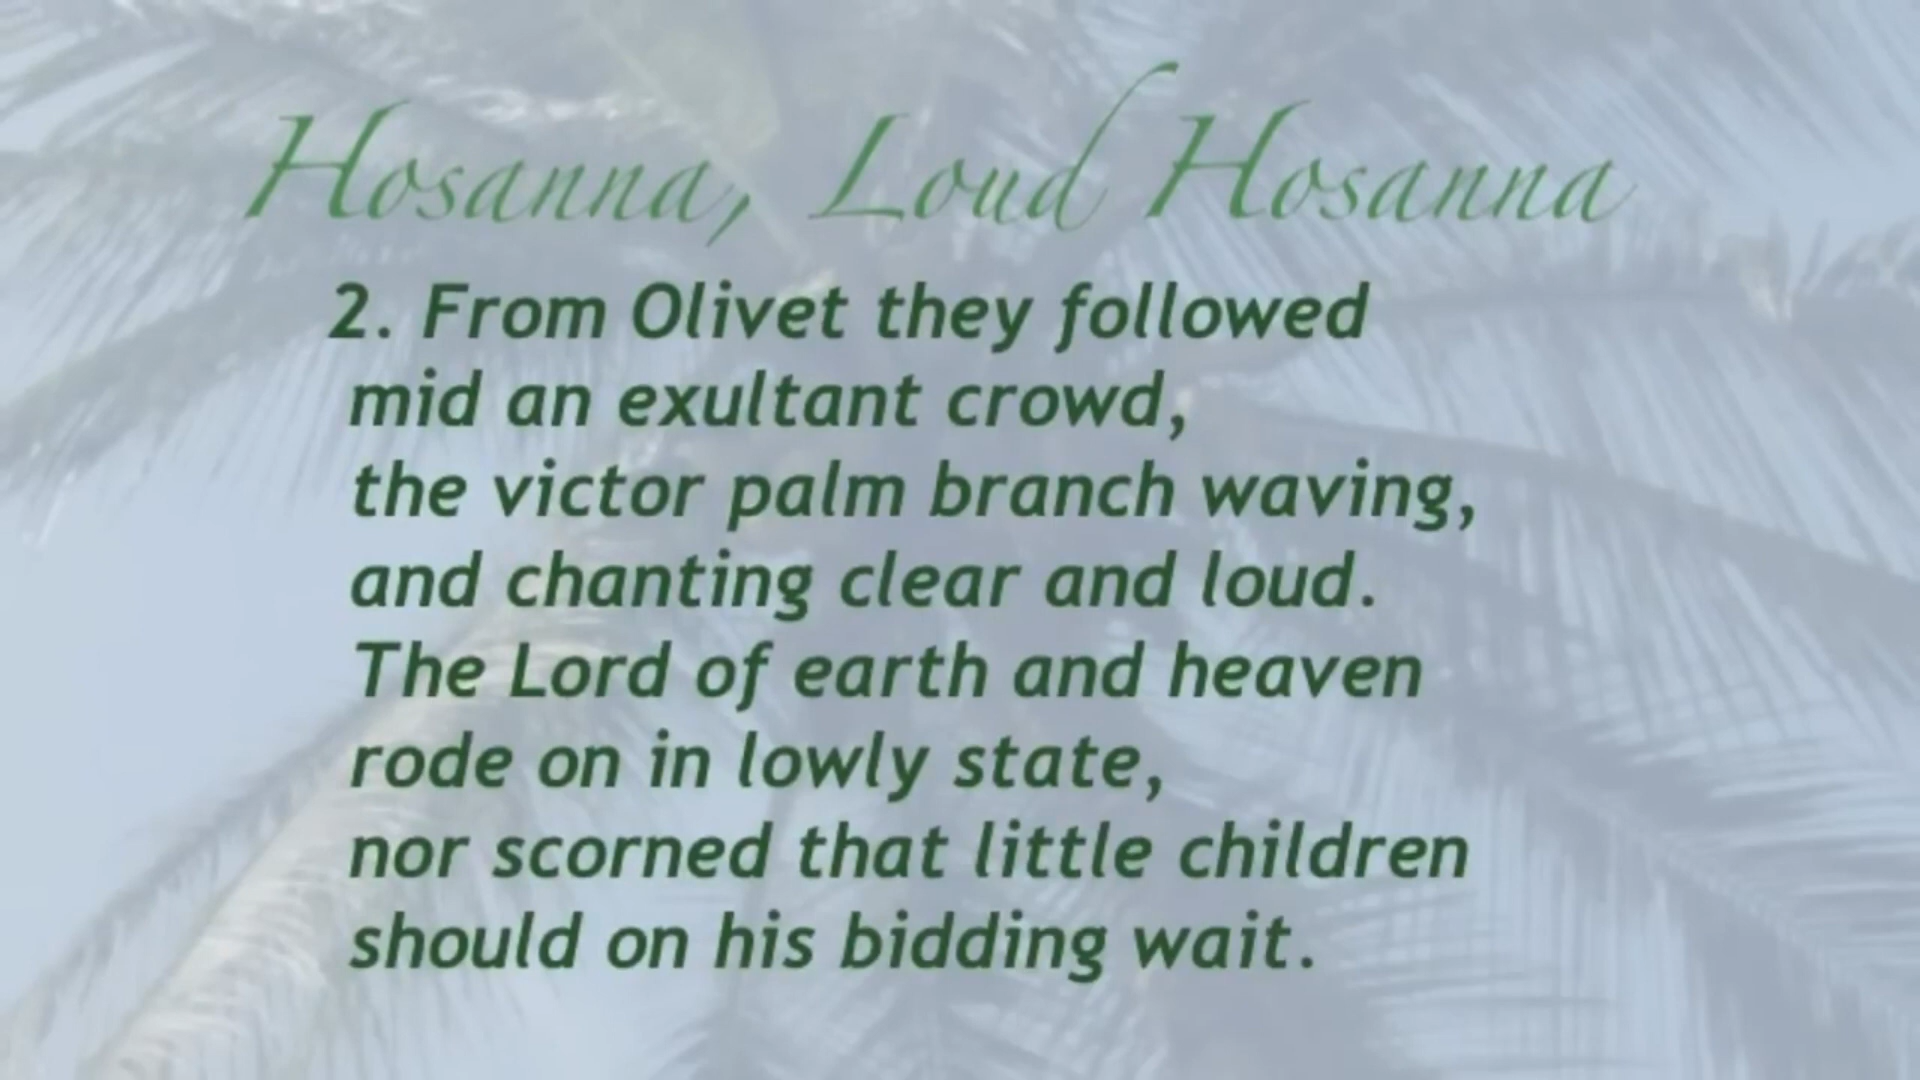 Hosanna, Loud Hosanna
2. From Olivet they followed
mid an exultant crowd,
the victor palm branch waving,
and chanting clear and loud.
The Lord of earth and heaven
rode on in lowly state,
nor scorned that little children
should on his bidding wait.